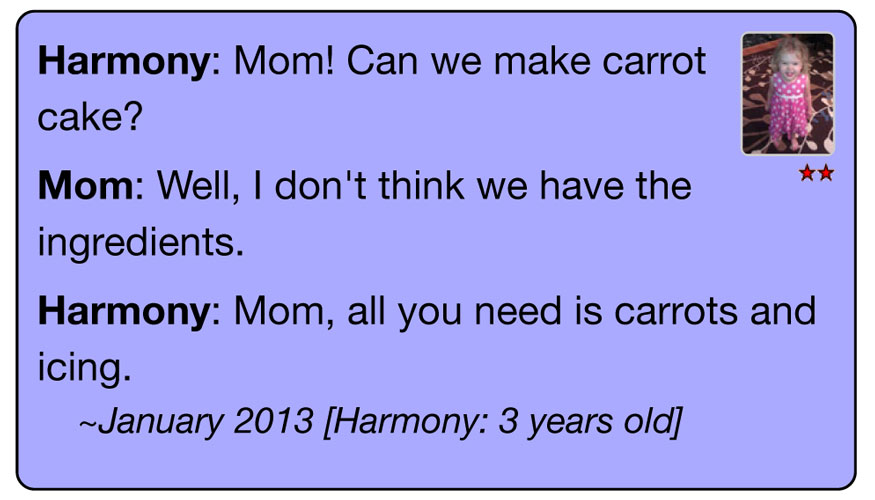 Harmony: Mom! Can we make carrot
cake?
Mom: Well, I don't think we have the
ingredients.
Harmony: Mom, all you need is carrots and
icing.
~January 2013 [Harmony: 3 years old]